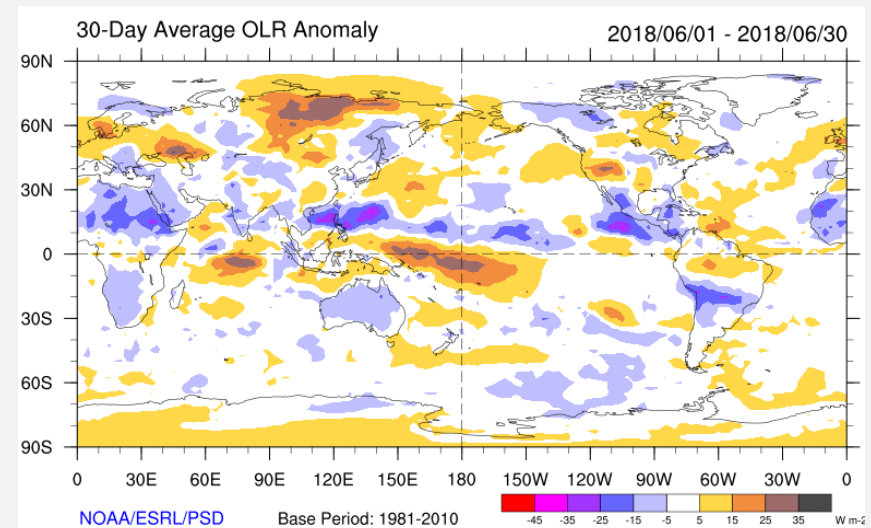 30-Day Average OLR Anomaly 2018/06/01 - 2018/06/30
90N
60N
30N
0
30S
60S
90S
0 30E 60E 90E 120E 150E 180 150W 120W 90W 60W 30W 0
-45 -35 -25 -15 -5 5 15 25 35 W m-2
NOAA/ESRL/PSD Base Period: 1981-2010